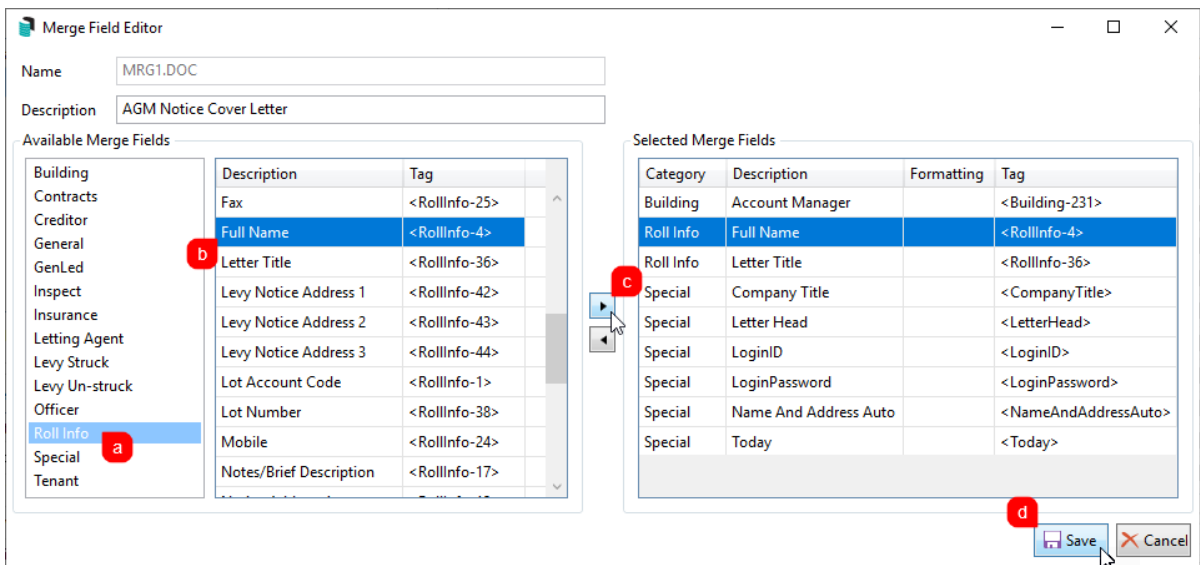 Merge Field Editor
Name MRG1.DOC
Description AGM Notice Cover Letter
Available Merge Fields
Building
Contracts
Creditor
General
GenLed
Inspect
Insurance
Letting Agent
Levy Struck
Levy Un-struck
Officer
Roll Info
a
Special
Tenant
Description Tag
Fax <RollInfo-25>
Full Name <RollInfo-4>
b
Letter Title <RollInfo-36>
Levy Notice Address 1 <RollInfo-42>
Levy Notice Address 2 <RollInfo-43>
Levy Notice Address 3 <RollInfo-44>
Lot Account Code <RollInfo-1>
Lot Number <RollInfo-38>
Mobile <RollInfo-24>
Notes/Brief Description <RollInfo-17>
c
Selected Merge Fields
Category Description Formatting Tag
Building Account Manager <Building-231>
Roll Info Full Name <RollInfo-4>
Roll Info Letter Title <RollInfo-36>
Special Company Title <CompanyTitle>
Special Letter Head <LetterHead>
Special LoginID <LoginID>
Special LoginPassword <LoginPassword>
Special Name And Address Auto <NameAndAddressAuto>
Special Today <Today>
d
Save Cancel